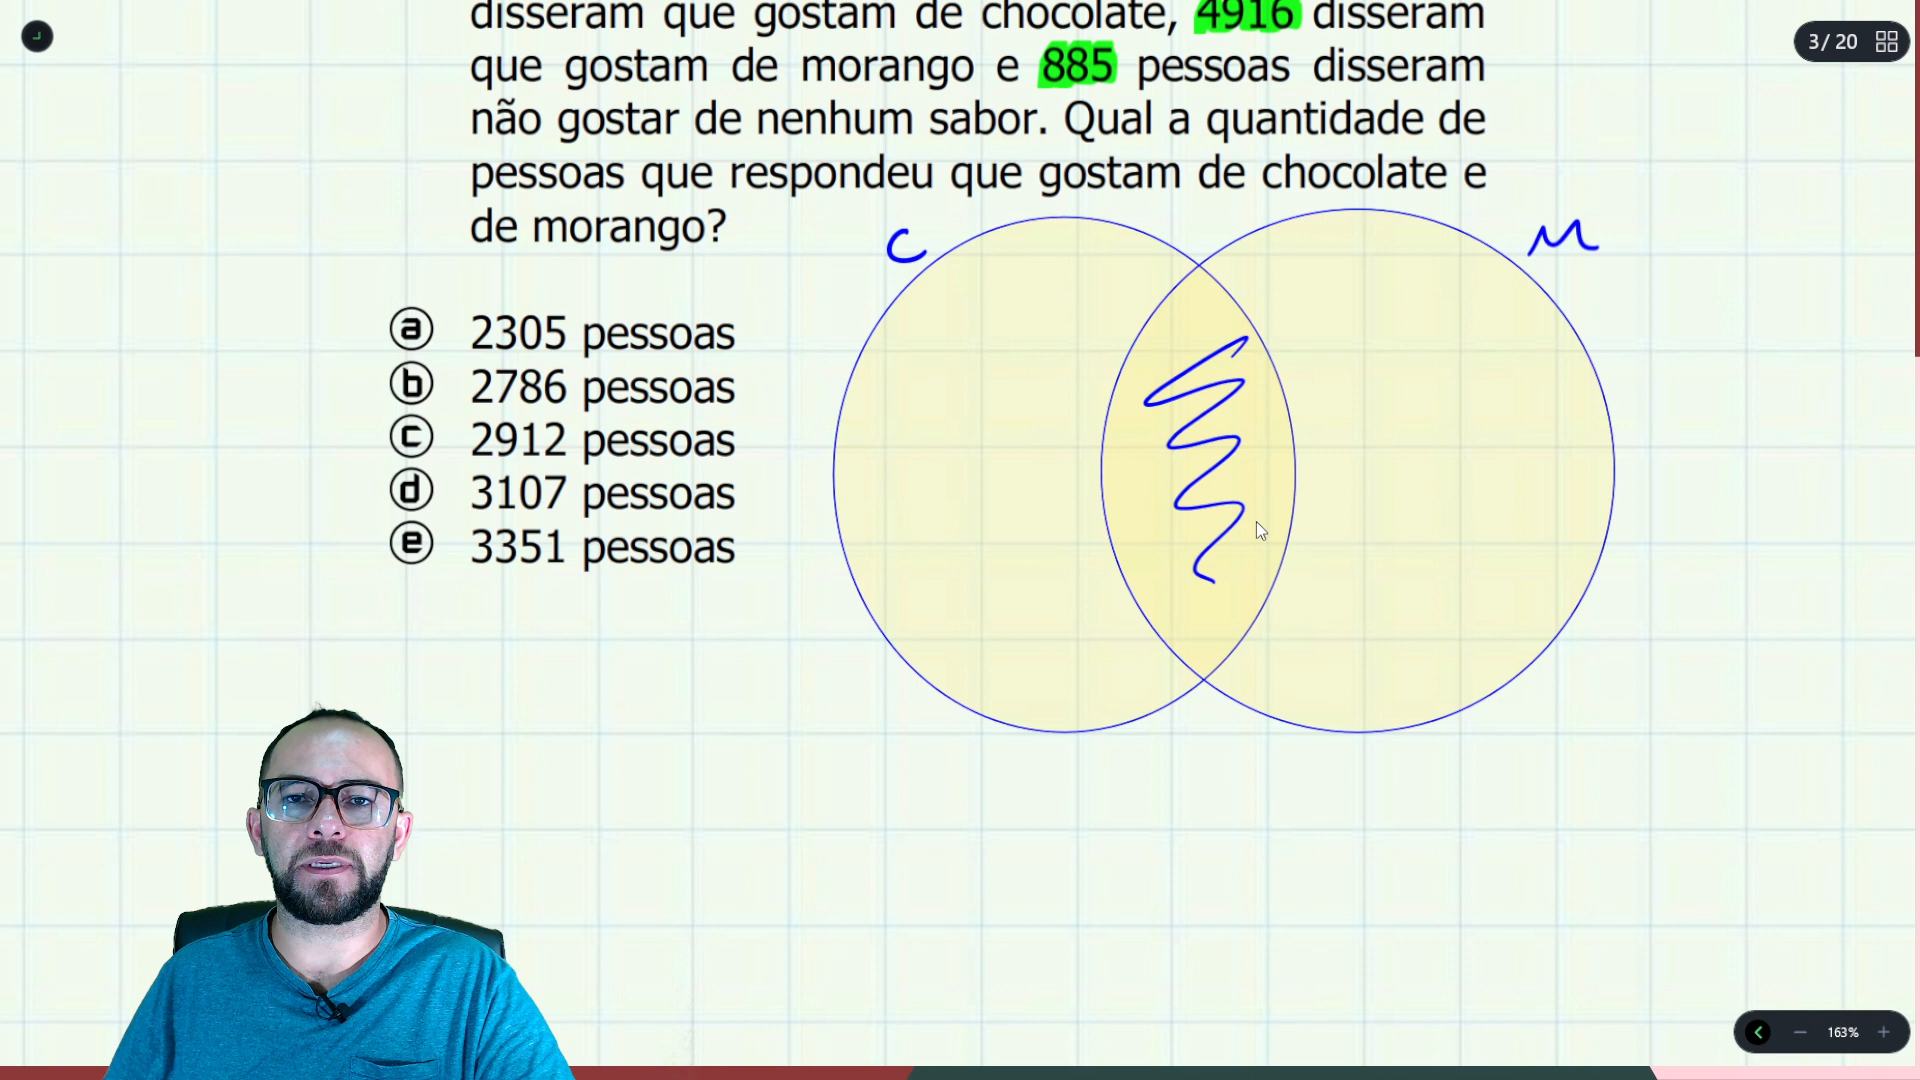 disseram que gostam de chocolate, 4916 disseram
que gostam de morango e 885 pessoas disseram
não gostar de nenhum sabor. Qual a quantidade de
pessoas que respondeu que gostam de chocolate e
de morango?
C
M
a 2305 pessoas
b 2786 pessoas
c 2912 pessoas
d 3107 pessoas
e 3351 pessoas
3/ 20
163%